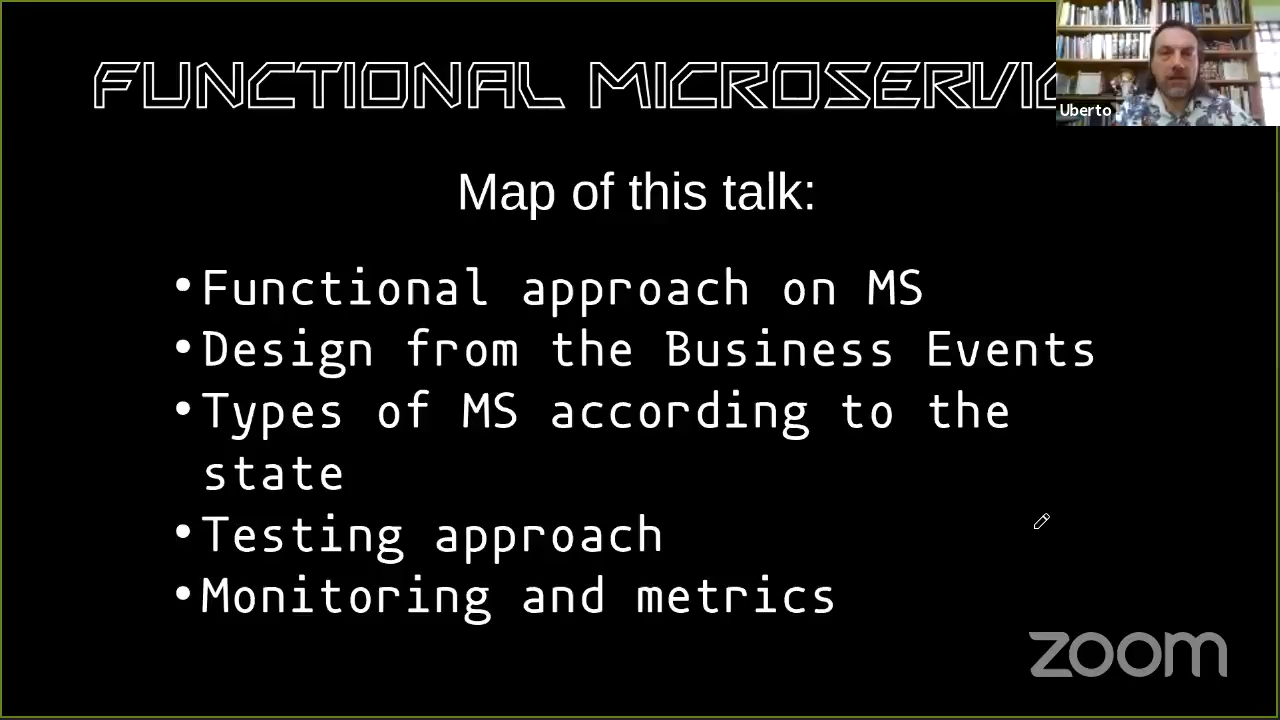 FUNCTIONAL MICROSERVIC
Uberto
Map of this talk:
•Functional approach on MS
•Design from the Business Events
•Types of MS according to the
state
•Testing approach
•Monitoring and metrics
zoom